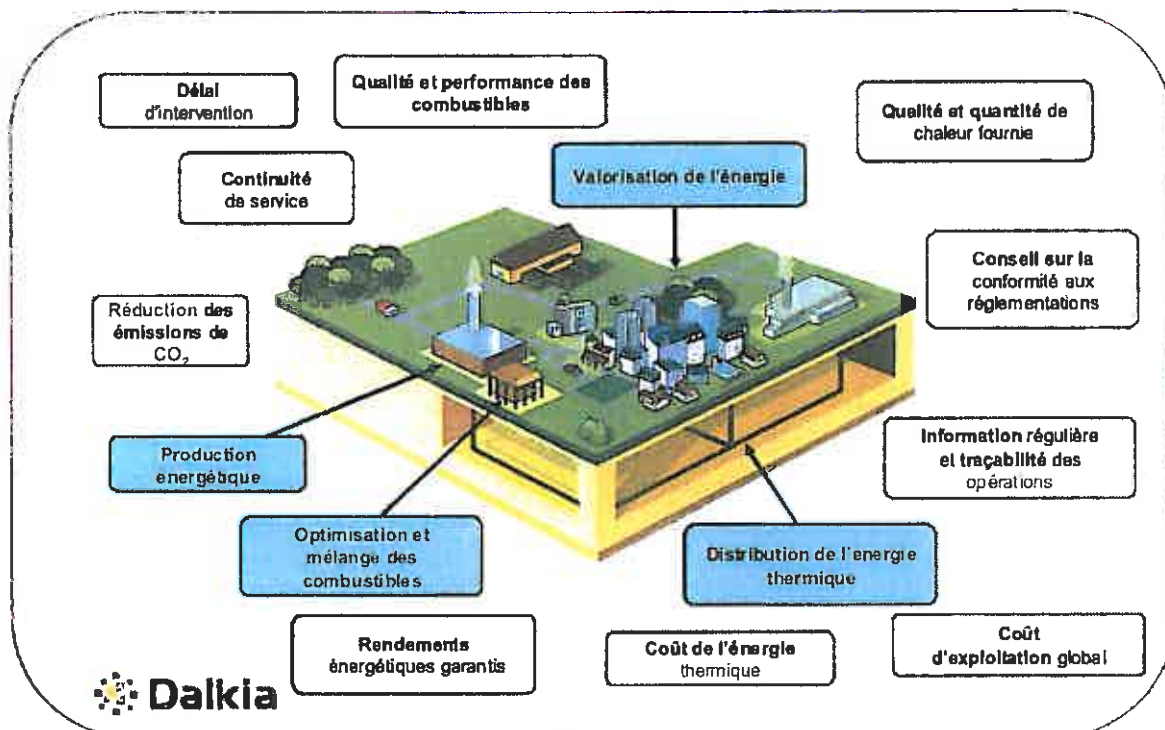 Délai
d'intervention
Qualité et performance des
combustibles
Qualité et quantité de
chaleur fournie
Continuité
de service
Valorisation de l'énergie
Conseil sur la
conformité aux
réglementations
Réduction des
émissions de
CO₂
Production
energétique
Information régulière
et traçabilité des
opérations
Optimisation et
mélange des
combustibles
Distribution de l'energie
thermique
Rendements
énergétiques garantis
Coût de l'énergie
thermique
Coût
d'exploitation global
Dalkia